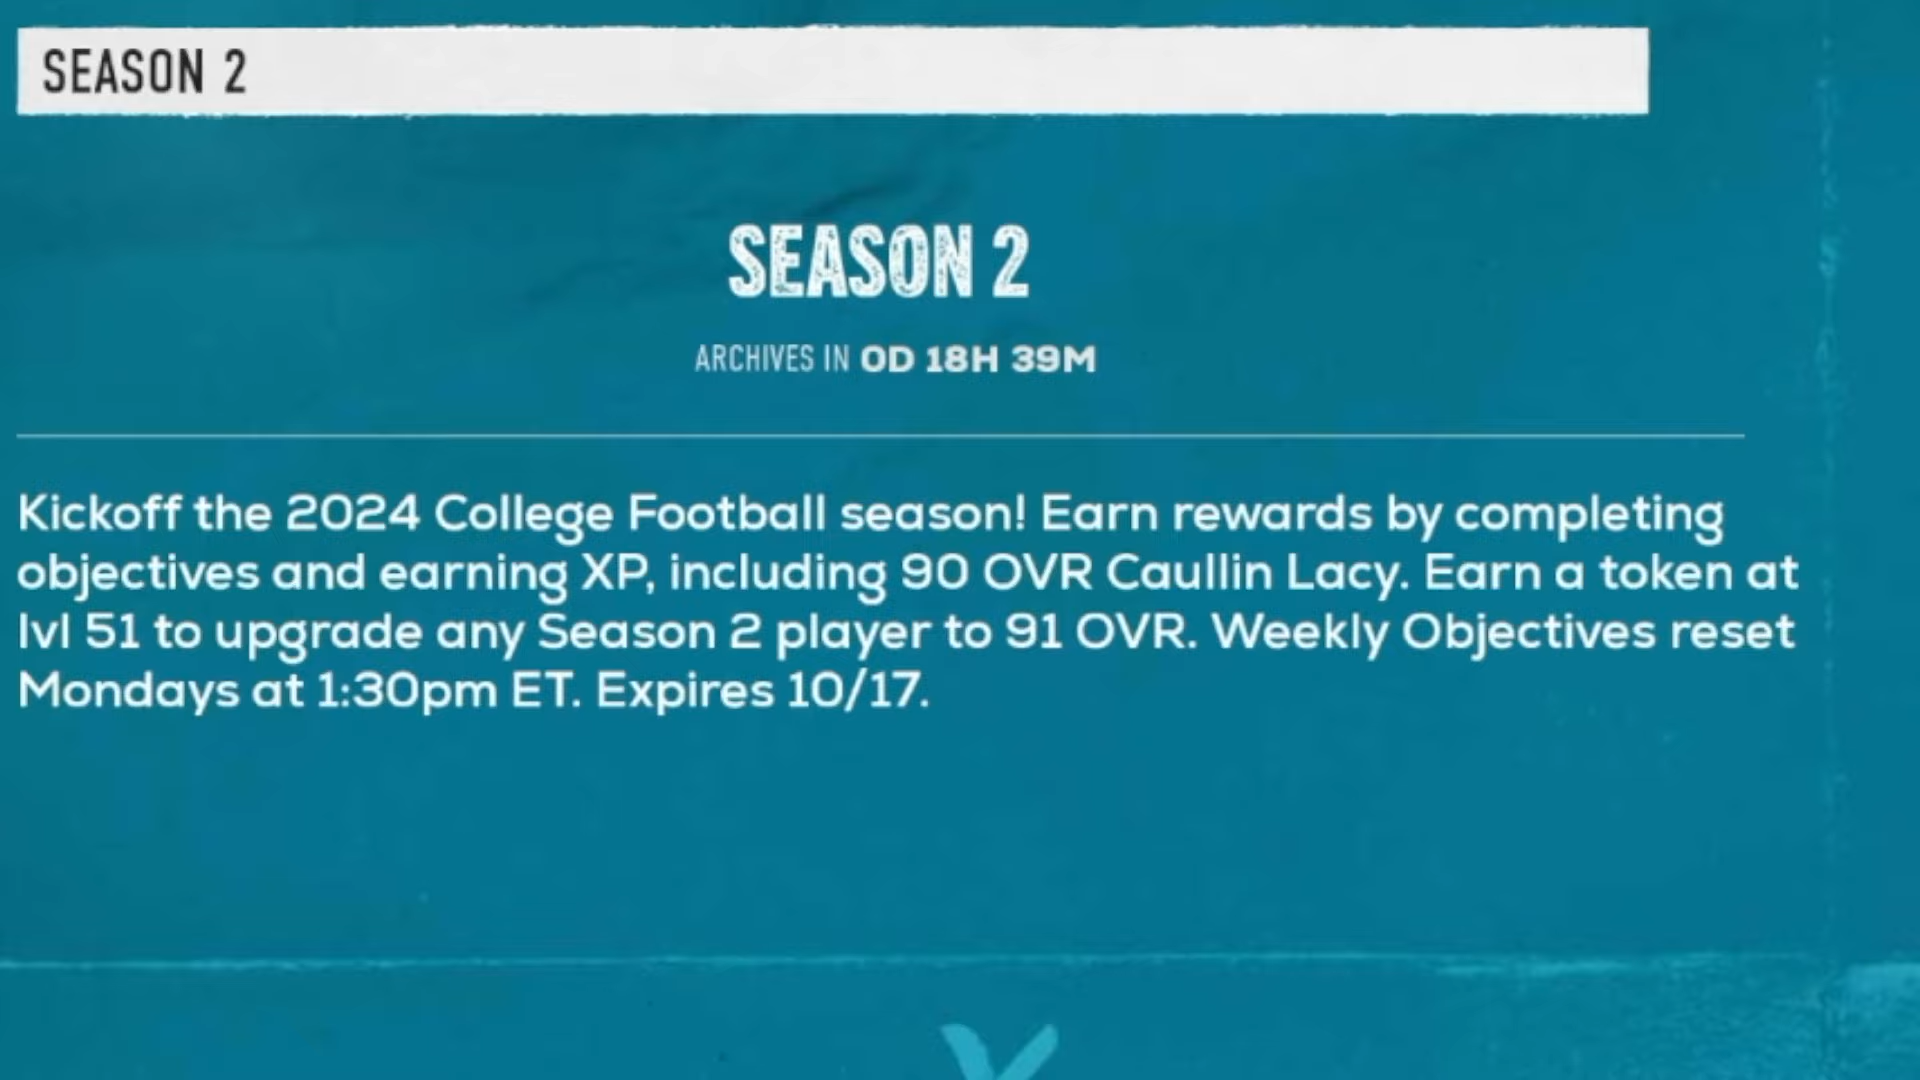 SEASON 2
SEASON 2
ARCHIVES IN 0D 18H 39M
Kickoff the 2024 College Football season! Earn rewards by completing
objectives and earning XP, including 90 OVR Caullin Lacy. Earn a token at
lvl 51 to upgrade any Season 2 player to 91 OVR. Weekly Objectives reset
Mondays at 1:30pm ET. Expires 10/17.